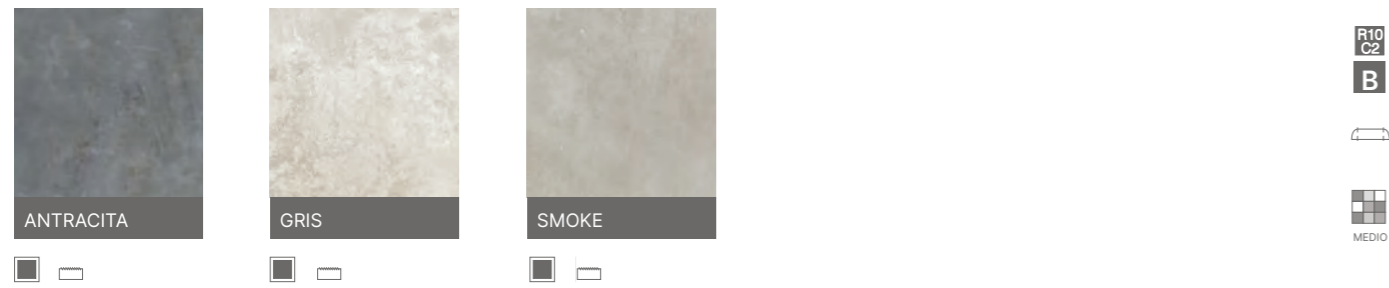 ANTRACITA
GRIS
SMOKE
R10
C2
B
MEDIO